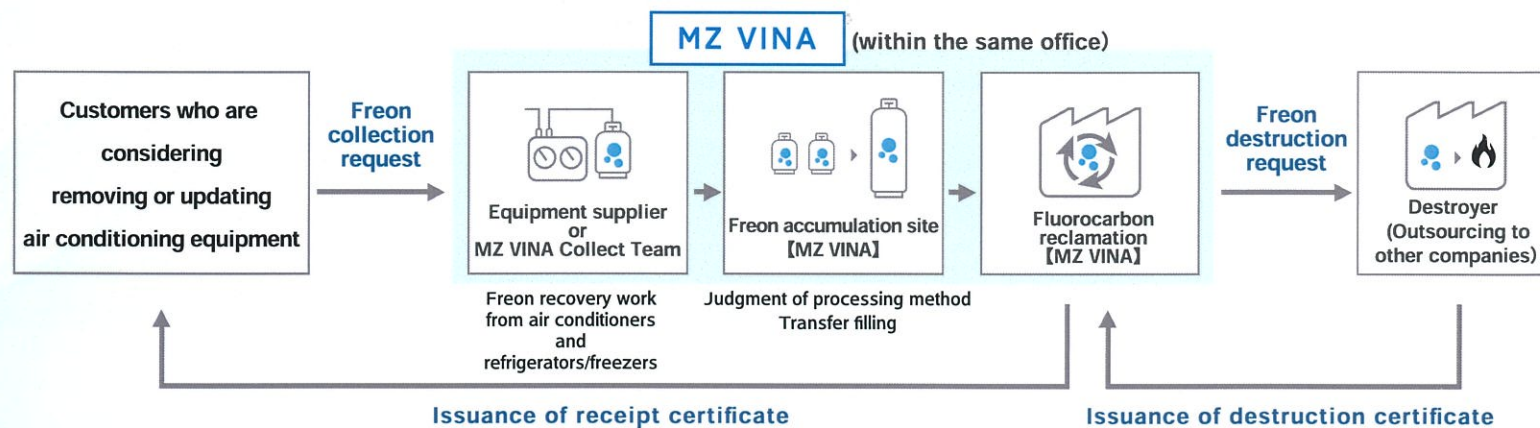 MZ VINA (within the same office)
Customers who are
considering
removing or updating
air conditioning equipment
Freon
collection
request
Equipment supplier
or
MZ VINA Collect Team
Freon recovery work
from air conditioners
and
refrigerators/freezers
Freon accumulation site
【MZ VINA】
Judgment of processing method
Transfer filling
Fluorocarbon
reclamation
【MZ VINA】
Freon
destruction
request
Destroyer
(Outsourcing to
other companies)
Issuance of receipt certificate
Issuance of destruction certificate